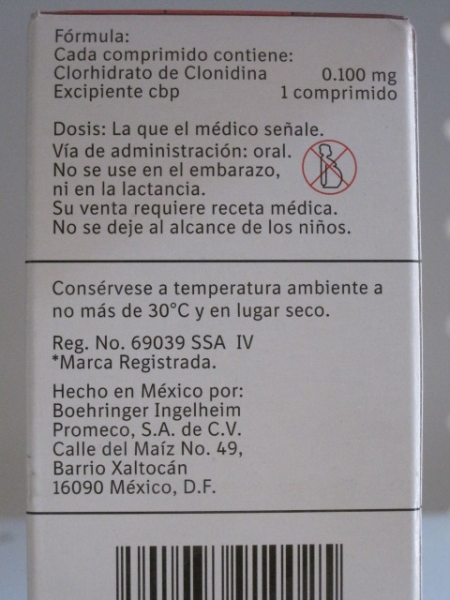 Fórmula:
Cada comprimido contiene:
Clorhidrato de Clonidina 0.100 mg
Excipiente cbp 1 comprimido
Dosis: La que el médico señale.
Vía de administración: oral.
No se use en el embarazo,
ni en la lactancia.
Su venta requiere receta médica.
No se deje al alcance de los niños.
Consérvese a temperatura ambiente a
no más de 30°C y en lugar seco.
Reg. No. 69039 SSA IV
*Marca Registrada.
Hecho en México por:
Boehringer Ingelheim
Promeco, S.A. de C.V.
Calle del Maíz No. 49,
Barrio Xaltocán
16090 México, D.F.